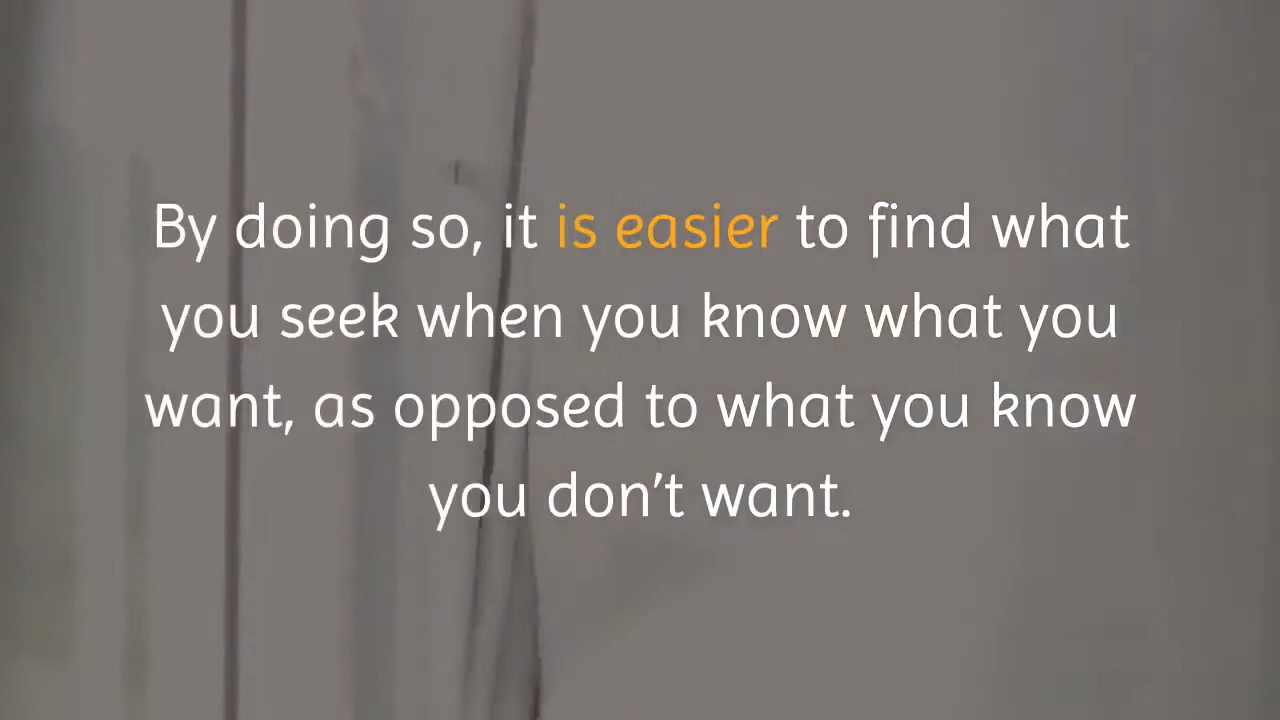 By doing so, it is easier to find what
you seek when you know what you
want, as opposed to what you know
you don’t want.